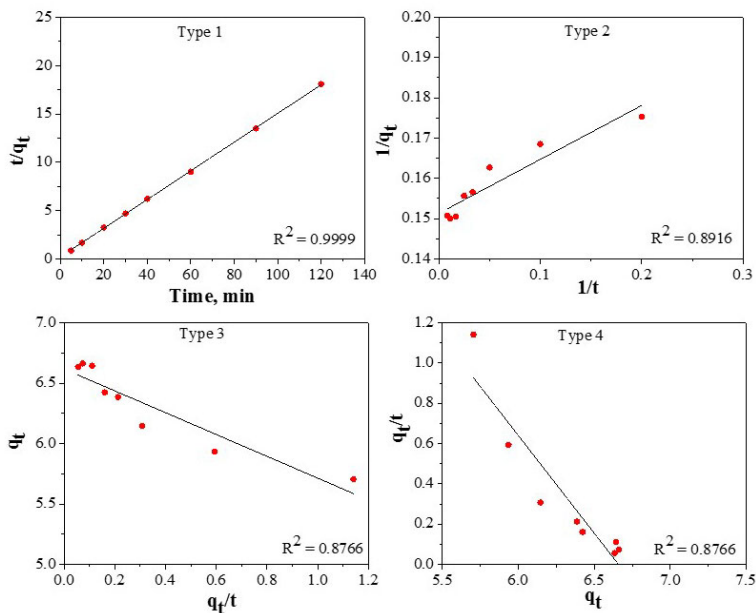 Type 1
t/qt
25
20
15
10
5
0
R2 = 0.9999
0 20 40 60 80 100 120 140
Time, min
Type 2
1/qt
0.20
0.19
0.18
0.17
0.16
0.15
0.14
R2 = 0.8916
0.0 0.1 0.2 0.3
1/t
Type 3
qt
7.0
6.5
6.0
5.5
5.0
R2 = 0.8766
0.0 0.2 0.4 0.6 0.8 1.0 1.2
qt/t
Type 4
qt/t
1.2
1.0
0.8
0.6
0.4
0.2
0.0
R2 = 0.8766
5.5 6.0 6.5 7.0 7.5
qt